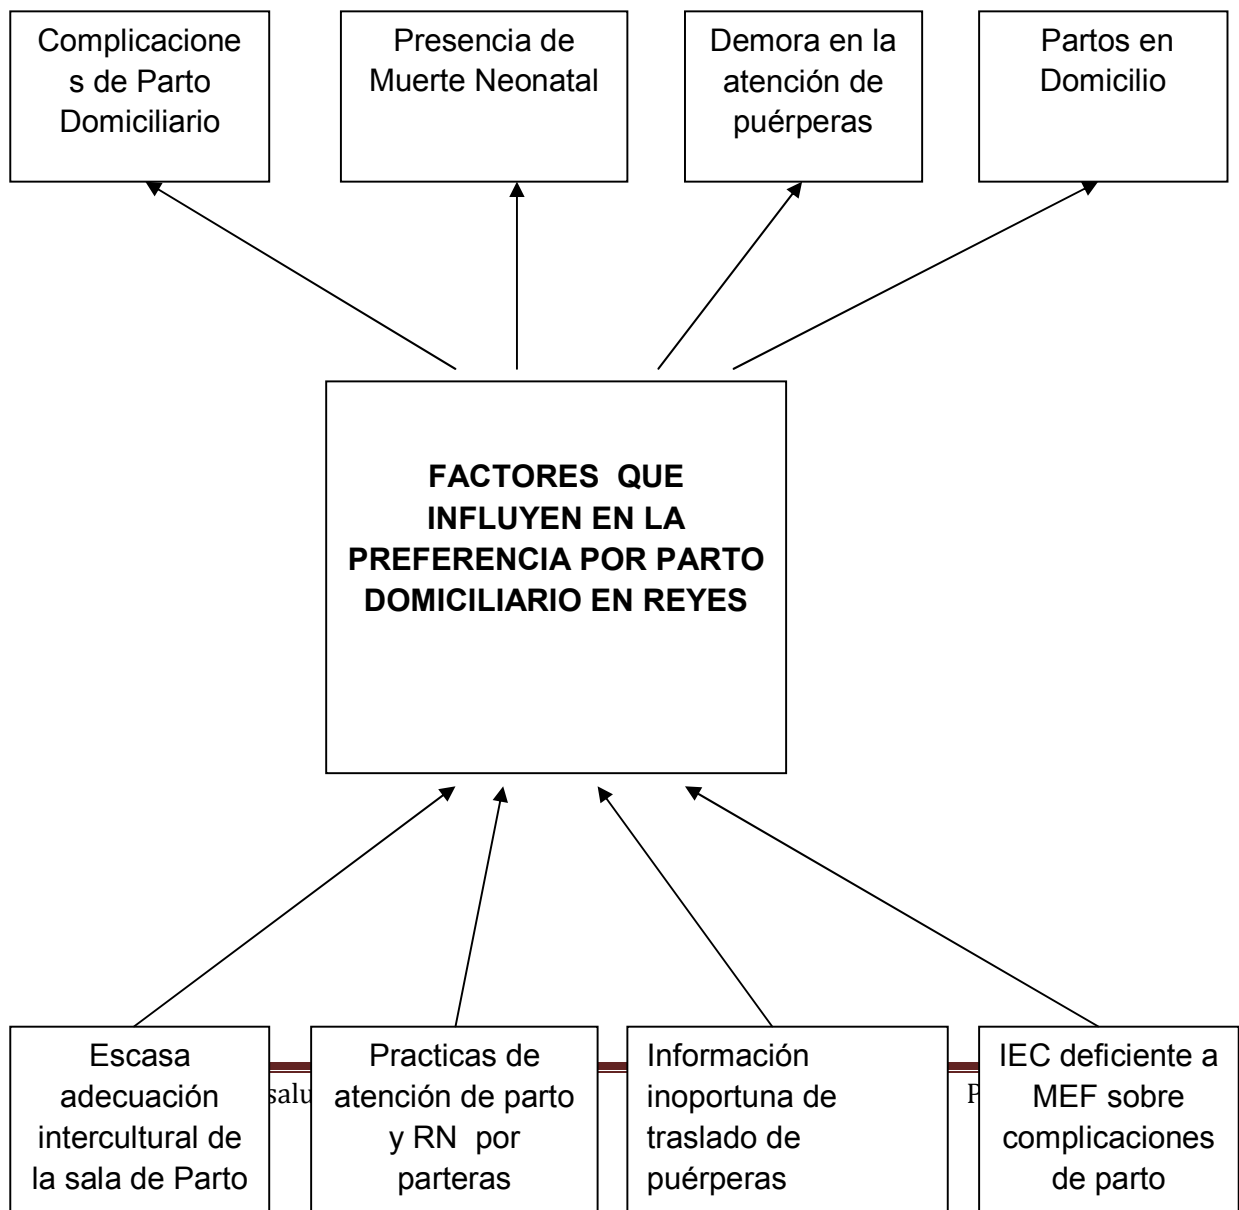 Complicacione
s de Parto
Domiciliario
Presencia de
Muerte Neonatal
Demora en la
atención de
puérperas
Partos en
Domicilio
FACTORES QUE
INFLUYEN EN LA
PREFERENCIA POR PARTO
DOMICILIARIO EN REYES
Escasa
adecuación
intercultural de
la sala de Parto
Practicas de
atención de parto
y RN por
parteras
Información
inoportuna de
traslado de
puérperas
IEC deficiente a
MEF sobre
complicaciones
de parto